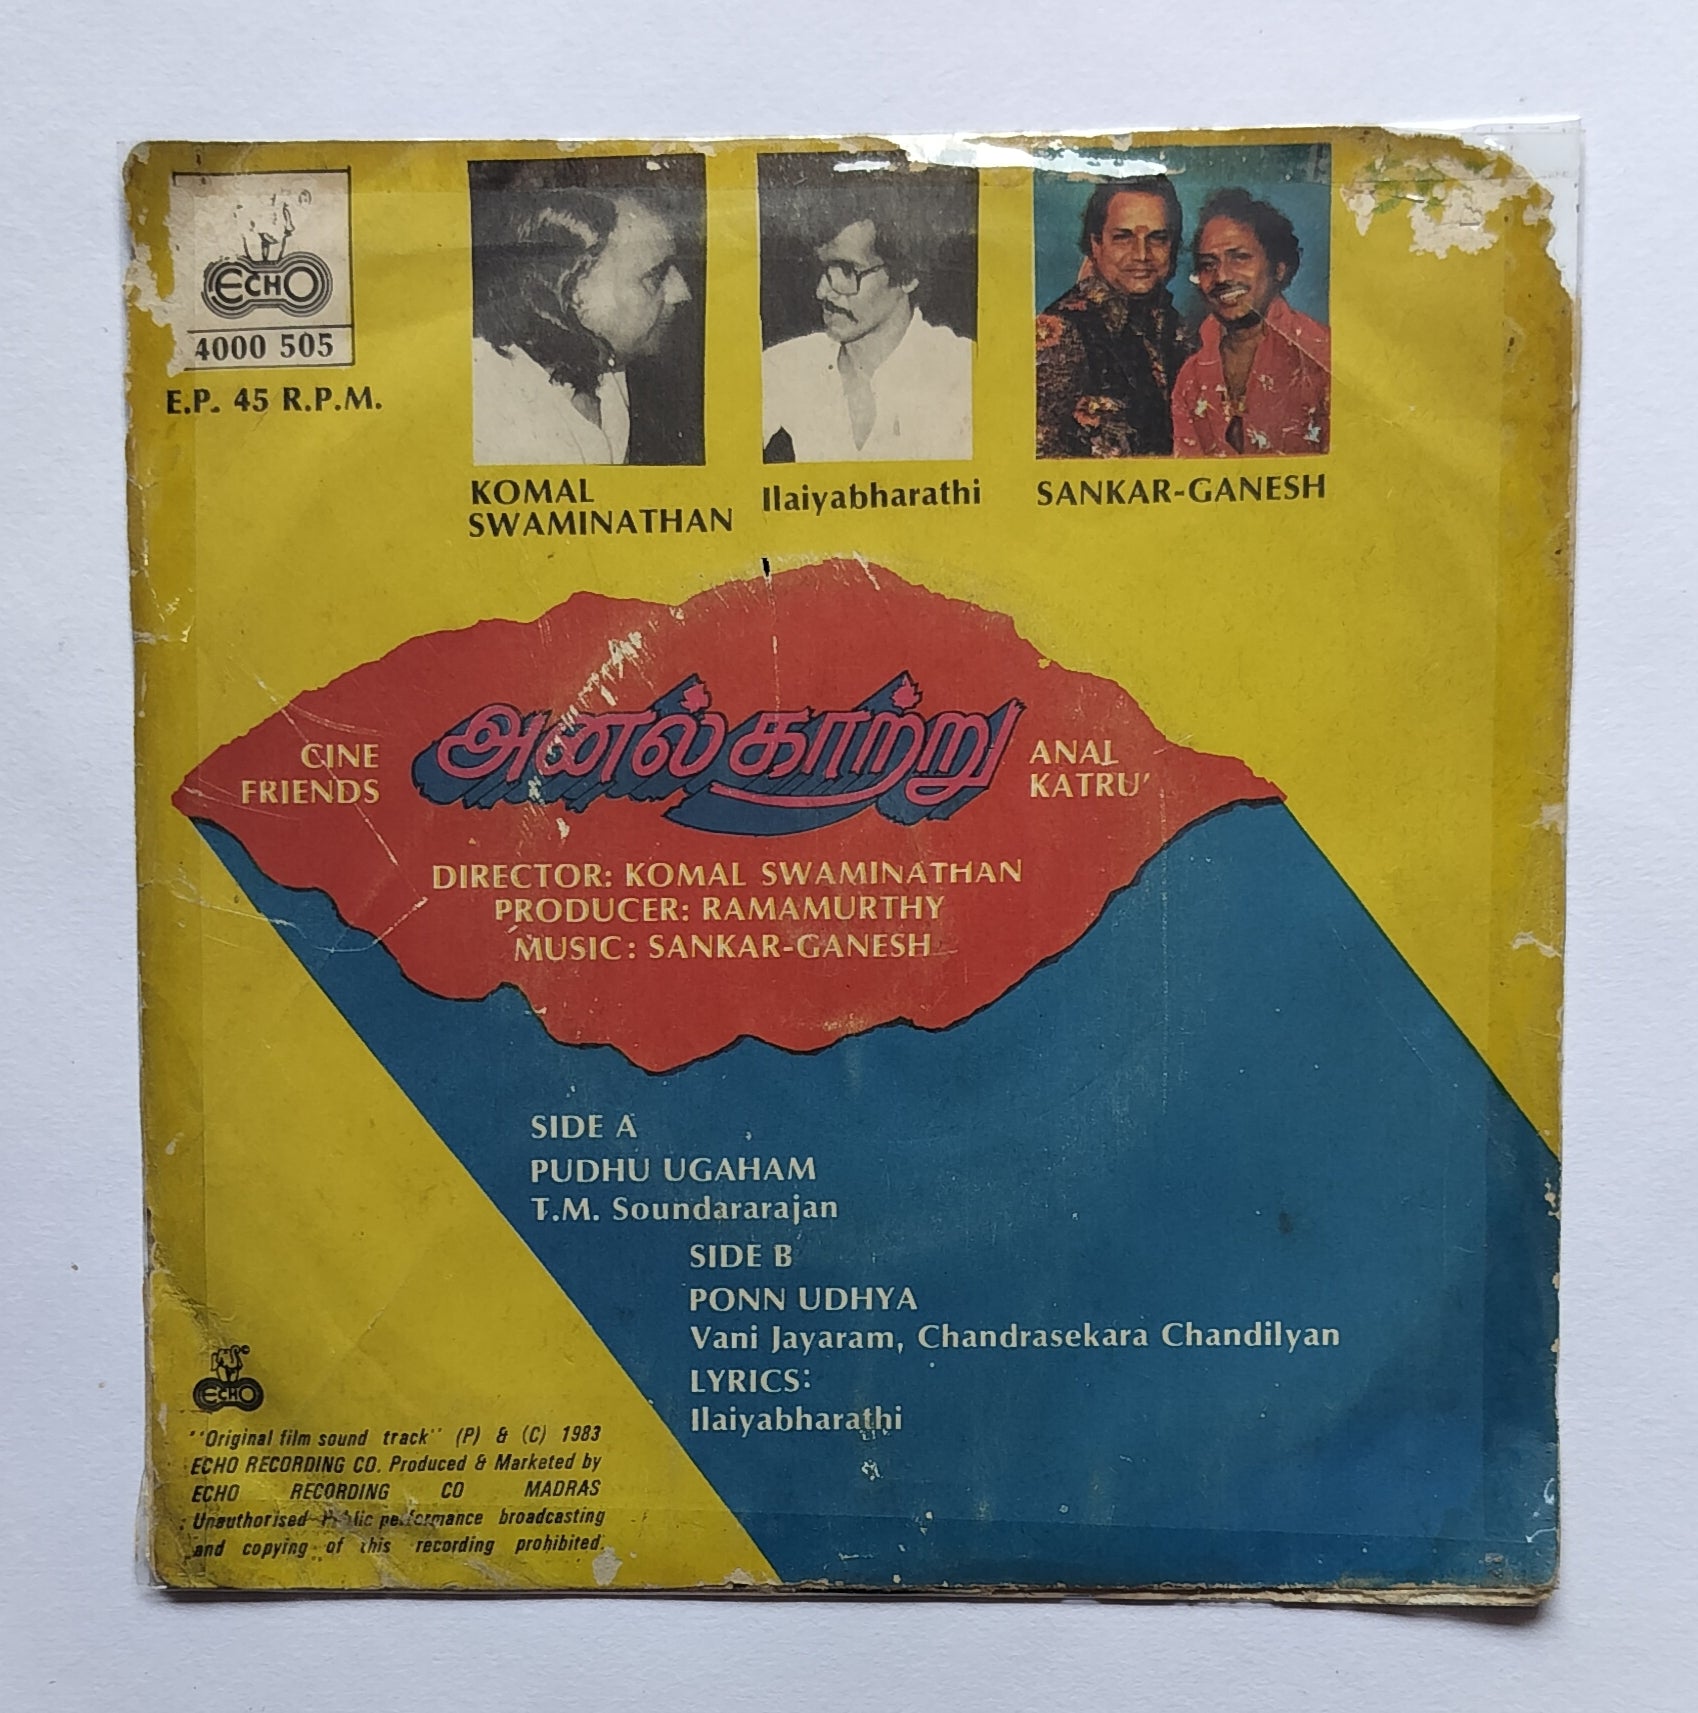 ECHO
4000 505
E.P. 45 R.P.M.
KOMAL
SWAMINATHAN
Ilaiyabharathi
SANKAR-GANESH
CINE
FRIENDS
அனல் காற்று
ANAL
KATRU'
DIRECTOR: KOMAL SWAMINATHAN
PRODUCER: RAMAMURTHY
MUSIC: SANKAR-GANESH
SIDE A
PUDHU UGAHAM
T.M. Soundararajan
SIDE B
PONN UDHYA
Vani Jayaram, Chandrasekara Chandilyan
LYRICS:
Ilaiyabharathi
ECHO
"Original film sound track" (P) & (C) 1983
ECHO RECORDING CO. Produced & Marketed by
ECHO RECORDING CO MADRAS
Unauthorised Public performance broadcasting
and copying of this recording prohibited.